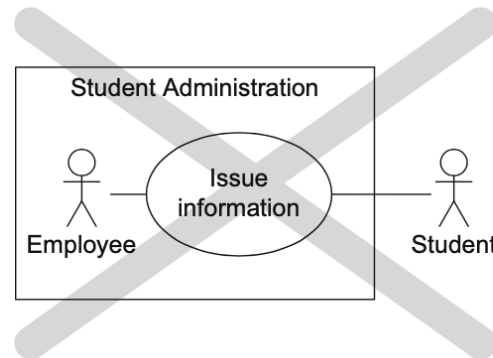 Student Administration
Issue
information
Employee
Student